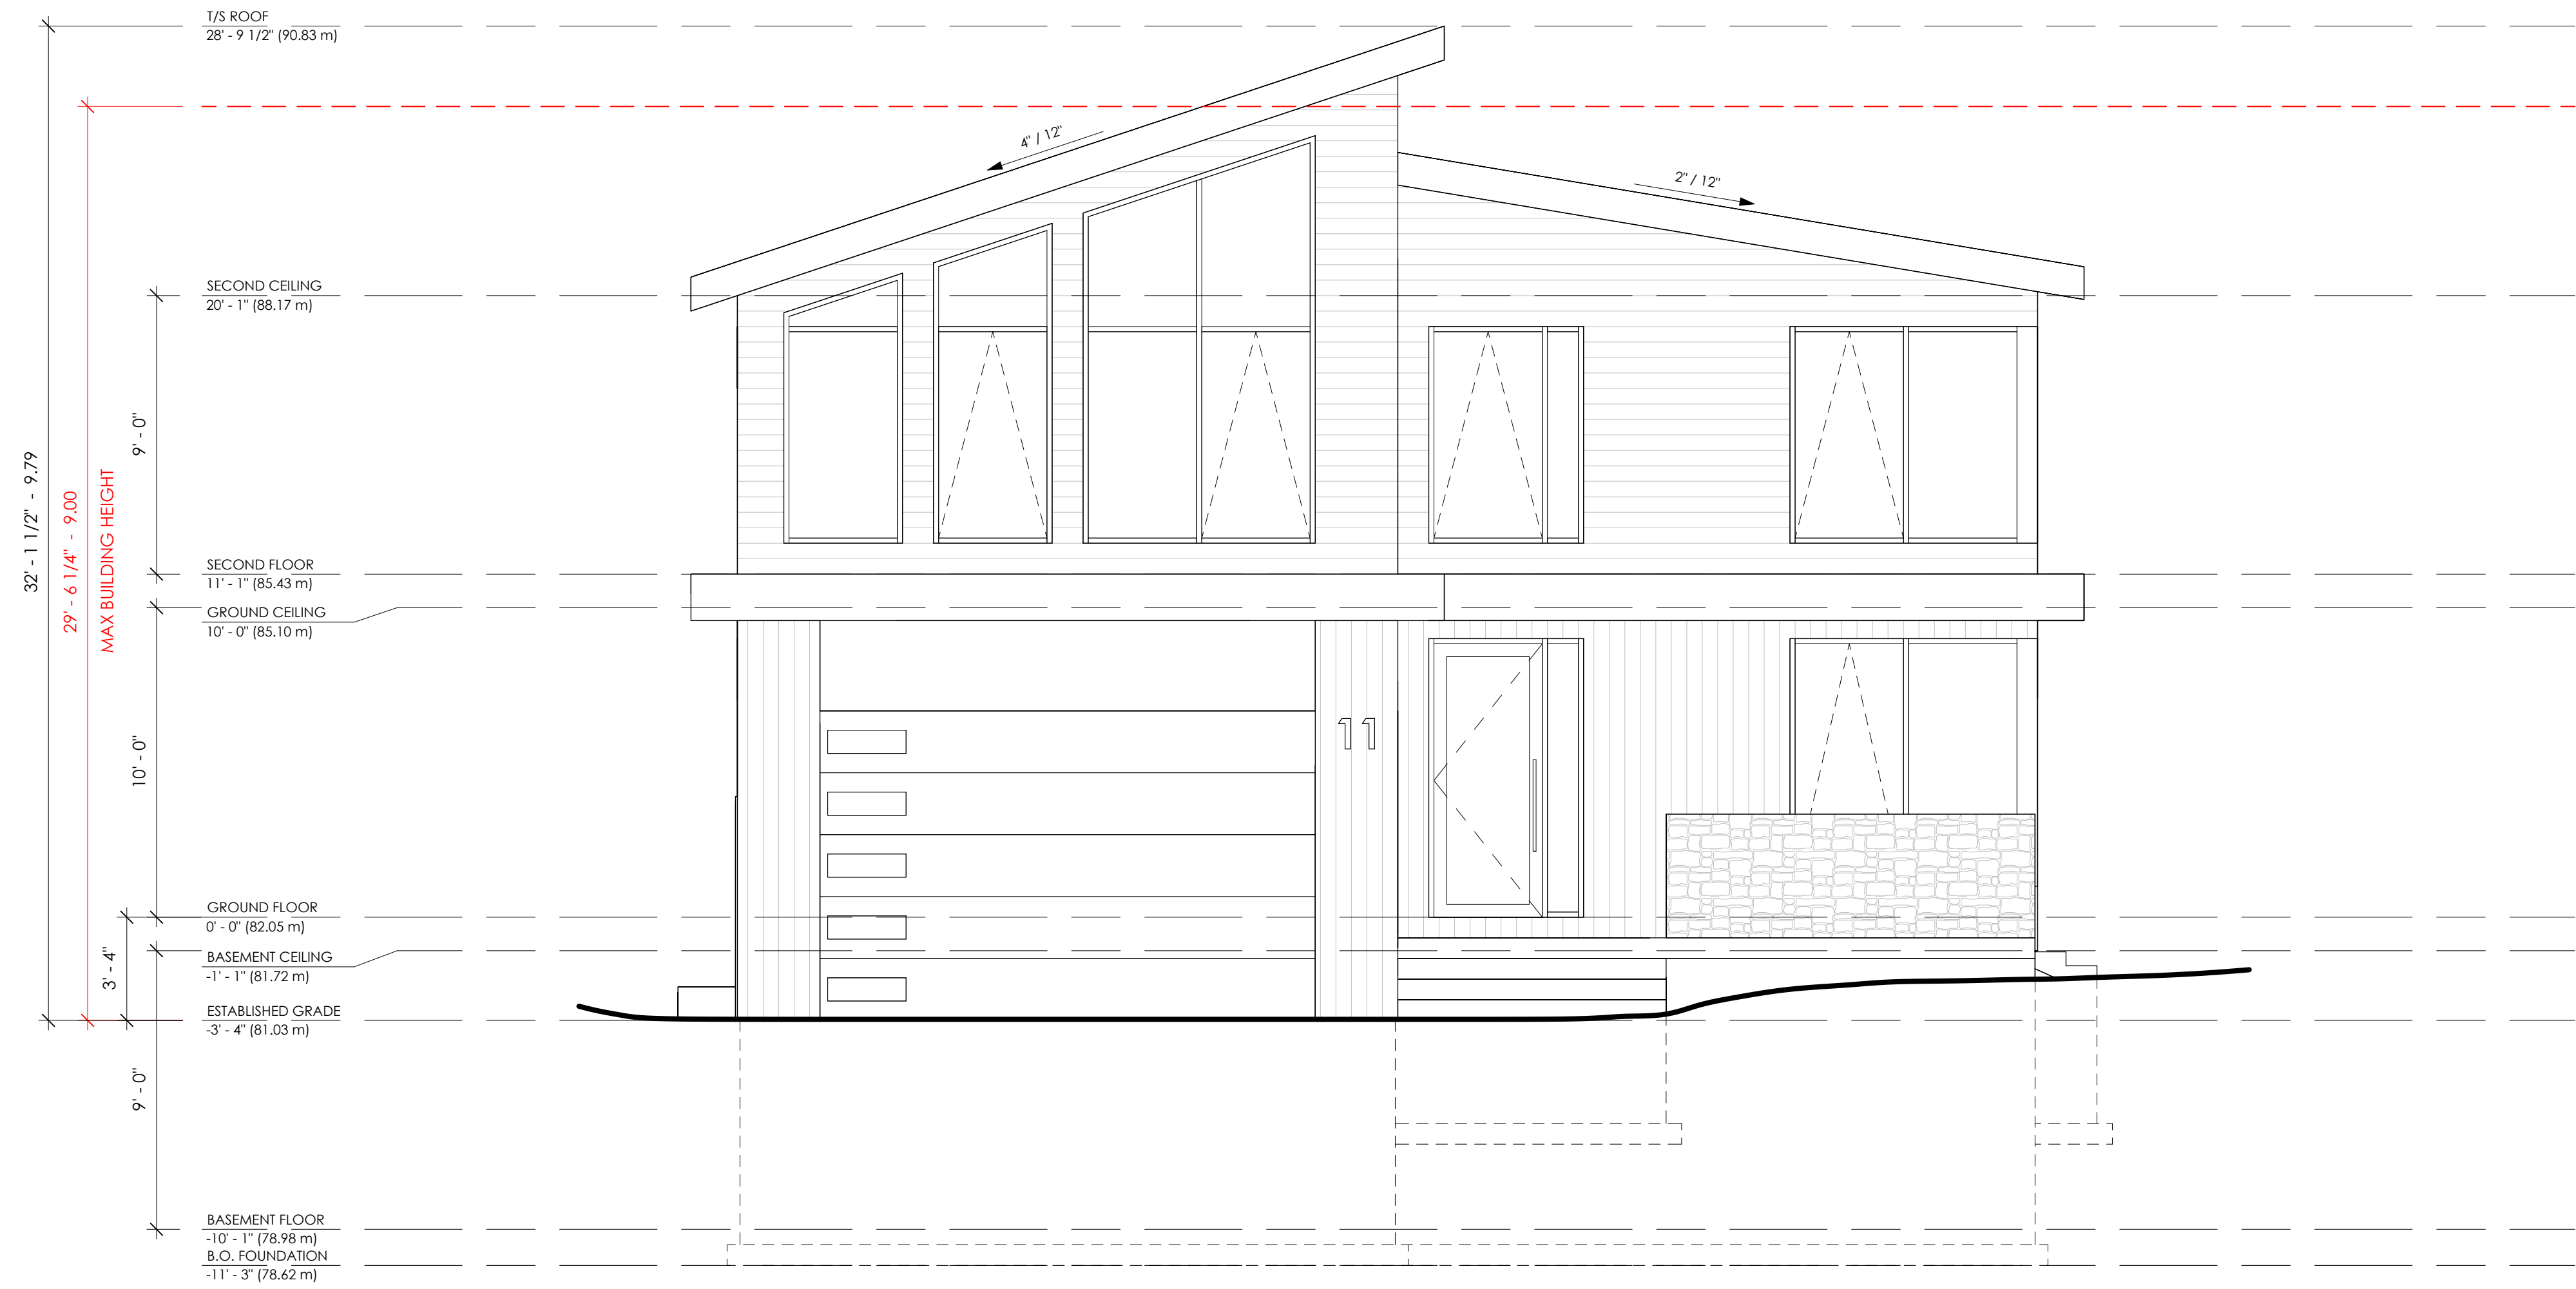 T/S ROOF
28' - 9 1/2" (90.83 m)
4" / 12"
2" / 12"
SECOND CEILING
20' - 1" (88.17 m)
9' - 0"
32' - 1 1/2" - 9.79
29' - 6 1/4" - 9.00
MAX BUILDING HEIGHT
SECOND FLOOR
11' - 1" (85.43 m)
GROUND CEILING
10' - 0" (85.10 m)
10' - 0"
11
GROUND FLOOR
0' - 0" (82.05 m)
3' - 4"
BASEMENT CEILING
-1' - 1" (81.72 m)
ESTABLISHED GRADE
-3' - 4" (81.03 m)
9' - 0"
BASEMENT FLOOR
-10' - 1" (78.98 m)
B.O. FOUNDATION
-11' - 3" (78.62 m)